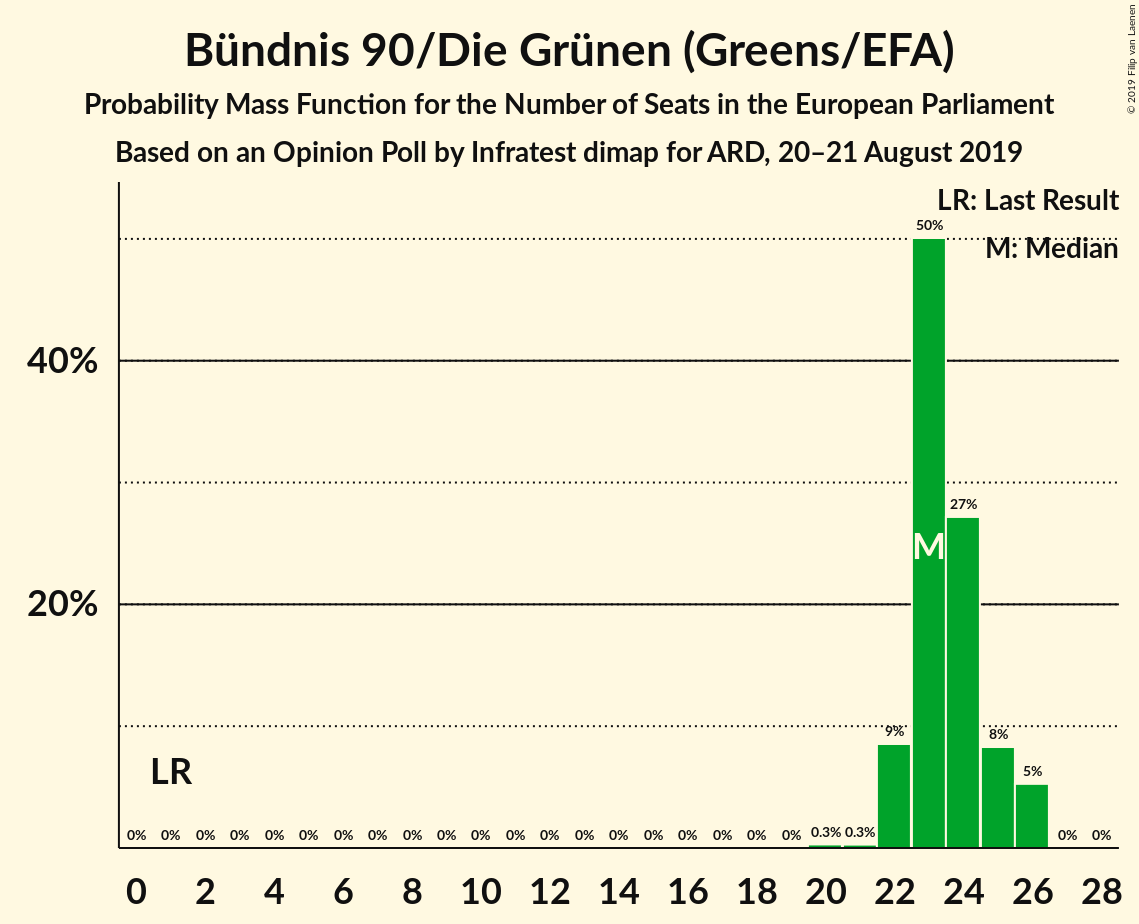 Bündnis 90/Die Grünen (Greens/EFA)
Probability Mass Function for the Number of Seats in the European Parliament
Based on an Opinion Poll by Infratest dimap for ARD, 20–21 August 2019
© 2019 Filip van Laenen
LR: Last Result
M: Median
50%
40%
27%
M
20%
9%
8%
5%
LR
0% 0% 0% 0% 0% 0% 0% 0% 0% 0% 0% 0% 0% 0% 0% 0% 0% 0% 0% 0% 0.3% 0.3% 0% 0%
0 2 4 6 8 10 12 14 16 18 20 22 24 26 28